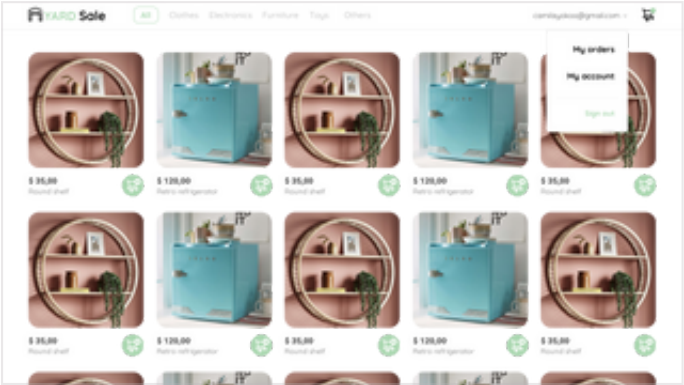 YARD Sale
All Clothes Electronics Furniture Toys Others
My orders
My account
Sign out
$ 35,00 $ 120,00 $ 35,00 $ 120,00 $ 35,00
Round shelf Retro refrigerator Round shelf Retro refrigerator Round shelf
$ 35,00 $ 120,00 $ 35,00 $ 120,00 $ 35,00
Round shelf Retro refrigerator Round shelf Retro refrigerator Round shelf